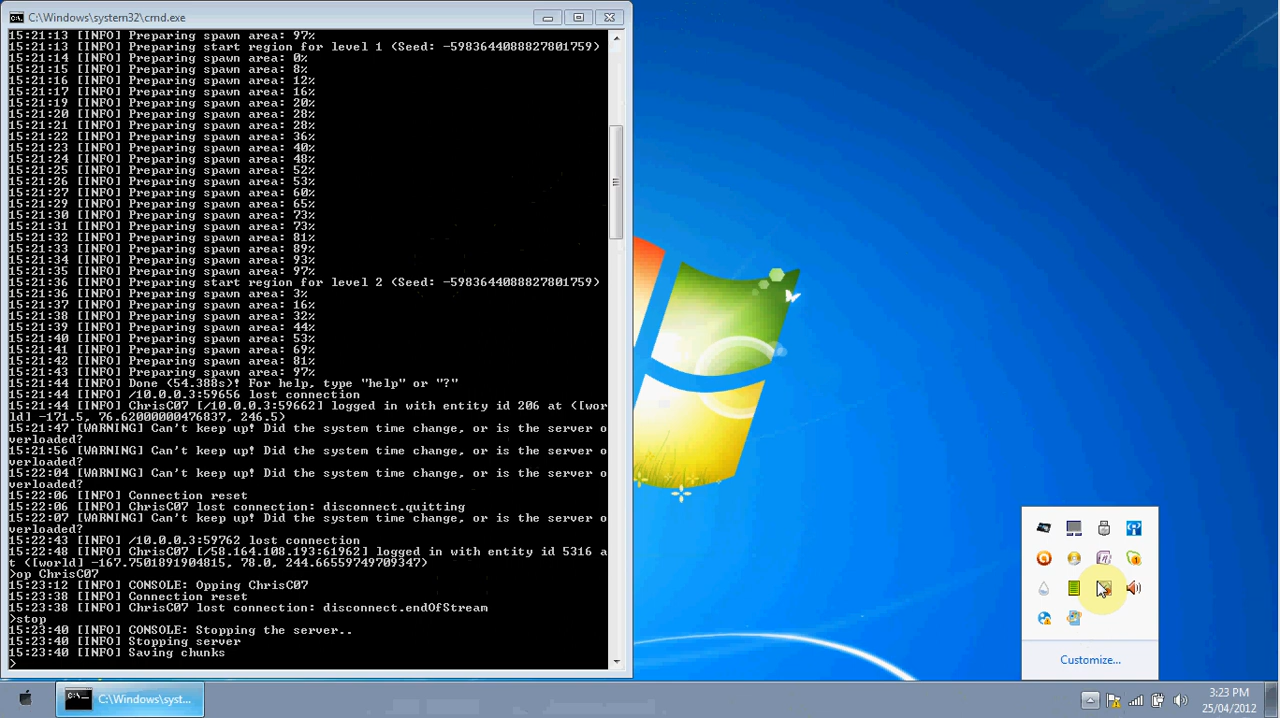 C:\Windows\system32\cmd.exe
15:21:13 [INFO] Preparing spawn area: 97%
15:21:13 [INFO] Preparing start region for level 1 (Seed: -5983644088827801759)
15:21:14 [INFO] Preparing spawn area: 0%
15:21:15 [INFO] Preparing spawn area: 8%
15:21:16 [INFO] Preparing spawn area: 12%
15:21:17 [INFO] Preparing spawn area: 16%
15:21:19 [INFO] Preparing spawn area: 20%
15:21:20 [INFO] Preparing spawn area: 28%
15:21:21 [INFO] Preparing spawn area: 28%
15:21:22 [INFO] Preparing spawn area: 36%
15:21:23 [INFO] Preparing spawn area: 40%
15:21:24 [INFO] Preparing spawn area: 48%
15:21:25 [INFO] Preparing spawn area: 52%
15:21:26 [INFO] Preparing spawn area: 53%
15:21:27 [INFO] Preparing spawn area: 60%
15:21:29 [INFO] Preparing spawn area: 65%
15:21:30 [INFO] Preparing spawn area: 73%
15:21:31 [INFO] Preparing spawn area: 73%
15:21:32 [INFO] Preparing spawn area: 81%
15:21:33 [INFO] Preparing spawn area: 89%
15:21:34 [INFO] Preparing spawn area: 93%
15:21:35 [INFO] Preparing spawn area: 97%
15:21:36 [INFO] Preparing start region for level 2 (Seed: -5983644088827801759)
15:21:36 [INFO] Preparing spawn area: 3%
15:21:37 [INFO] Preparing spawn area: 16%
15:21:38 [INFO] Preparing spawn area: 32%
15:21:39 [INFO] Preparing spawn area: 44%
15:21:40 [INFO] Preparing spawn area: 53%
15:21:41 [INFO] Preparing spawn area: 69%
15:21:42 [INFO] Preparing spawn area: 81%
15:21:43 [INFO] Preparing spawn area: 97%
15:21:44 [INFO] Done (54.388s)! For help, type "help" or "?"
15:21:44 [INFO] /10.0.0.3:59656 lost connection
15:21:44 [INFO] ChrisC07 [/10.0.0.3:59662] logged in with entity id 206 at ([wor
ld] -171.5, 76.62000000476837, 246.5)
15:21:47 [WARNING] Can't keep up! Did the system time change, or is the server o
verloaded?
15:21:56 [WARNING] Can't keep up! Did the system time change, or is the server o
verloaded?
15:22:04 [WARNING] Can't keep up! Did the system time change, or is the server o
verloaded?
15:22:06 [INFO] Connection reset
15:22:06 [INFO] ChrisC07 lost connection: disconnect.quitting
15:22:07 [WARNING] Can't keep up! Did the system time change, or is the server o
verloaded?
15:22:43 [INFO] /10.0.0.3:59762 lost connection
15:22:48 [INFO] ChrisC07 [/58.164.108.193:61962] logged in with entity id 5316 a
t ([world] -167.7501891904815, 78.0, 244.66559749709347)
>op ChrisC07
15:23:12 [INFO] CONSOLE: Opping ChrisC07
15:23:38 [INFO] Connection reset
15:23:38 [INFO] ChrisC07 lost connection: disconnect.endOfStream
>stop
15:23:40 [INFO] CONSOLE: Stopping the server..
15:23:40 [INFO] Stopping server
15:23:40 [INFO] Saving chunks
>
Customize...
C:\Windows\syst...
3:23 PM
25/04/2012